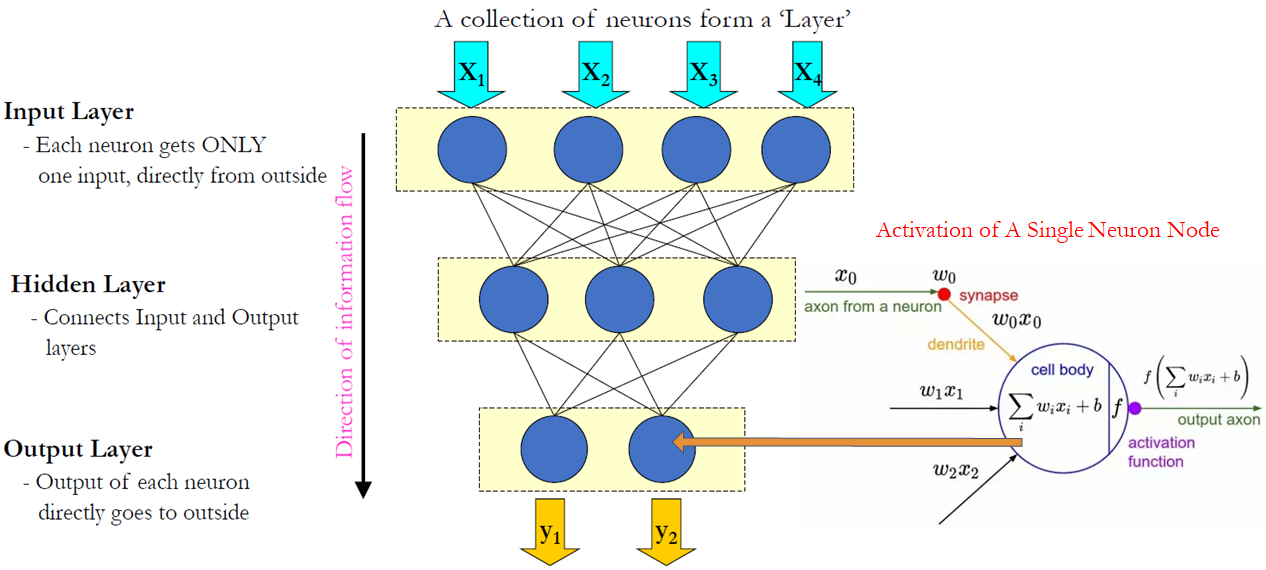 A collection of neurons form a ‘Layer’
X1
X2
X3
X4
Input Layer
- Each neuron gets ONLY
one input, directly from outside
Direction of information flow
Hidden Layer
- Connects Input and Output
layers
Output Layer
- Output of each neuron
directly goes to outside
y1
y2
Activation of A Single Neuron Node
x0
w0
axon from a neuron
synapse
w0x0
dendrite
cell body
f(∑i wixi + b)
w1x1
∑i wixi + b
f
output axon
activation
function
w2x2